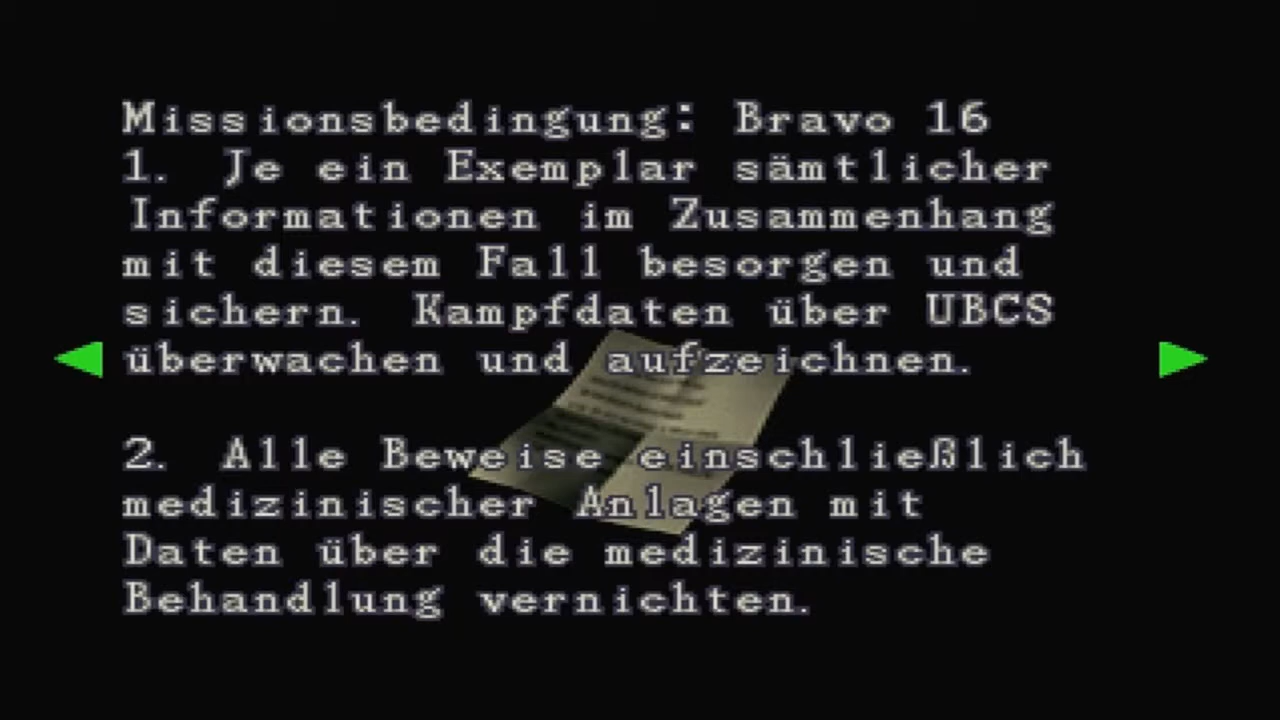 Missionsbedingung: Bravo 16
1. Je ein Exemplar sämtlicher
Informationen im Zusammenhang
mit diesem Fall besorgen und
sichern. Kampfdaten über UBCS
überwachen und aufzeichnen.
2. Alle Beweise einschließlich
medizinischer Anlagen mit
Daten über die medizinische
Behandlung vernichten.